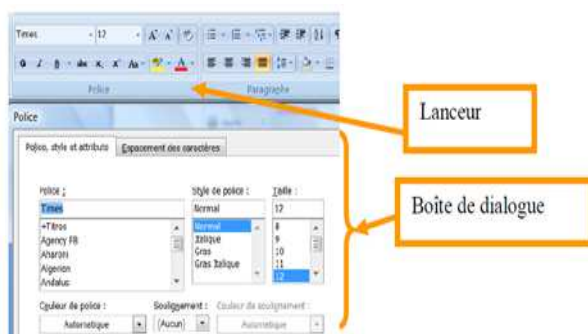 Times 12 A A
G I S abc x, x' Aa A
Police Paragraphe
Lanceur
Police
Police, style et attributs Espacement des caractères
Boîte de dialogue
Police : Style de police : Taille :
Times Normal 12
+Titres Normal 8
Agency FB Italique 9
Aharoni Gras 10
Algerian Gras Italique 11
Andalus 12
Couleur de police : Soulignement : Couleur de soulignement :
Automatique (Aucun) Automatique